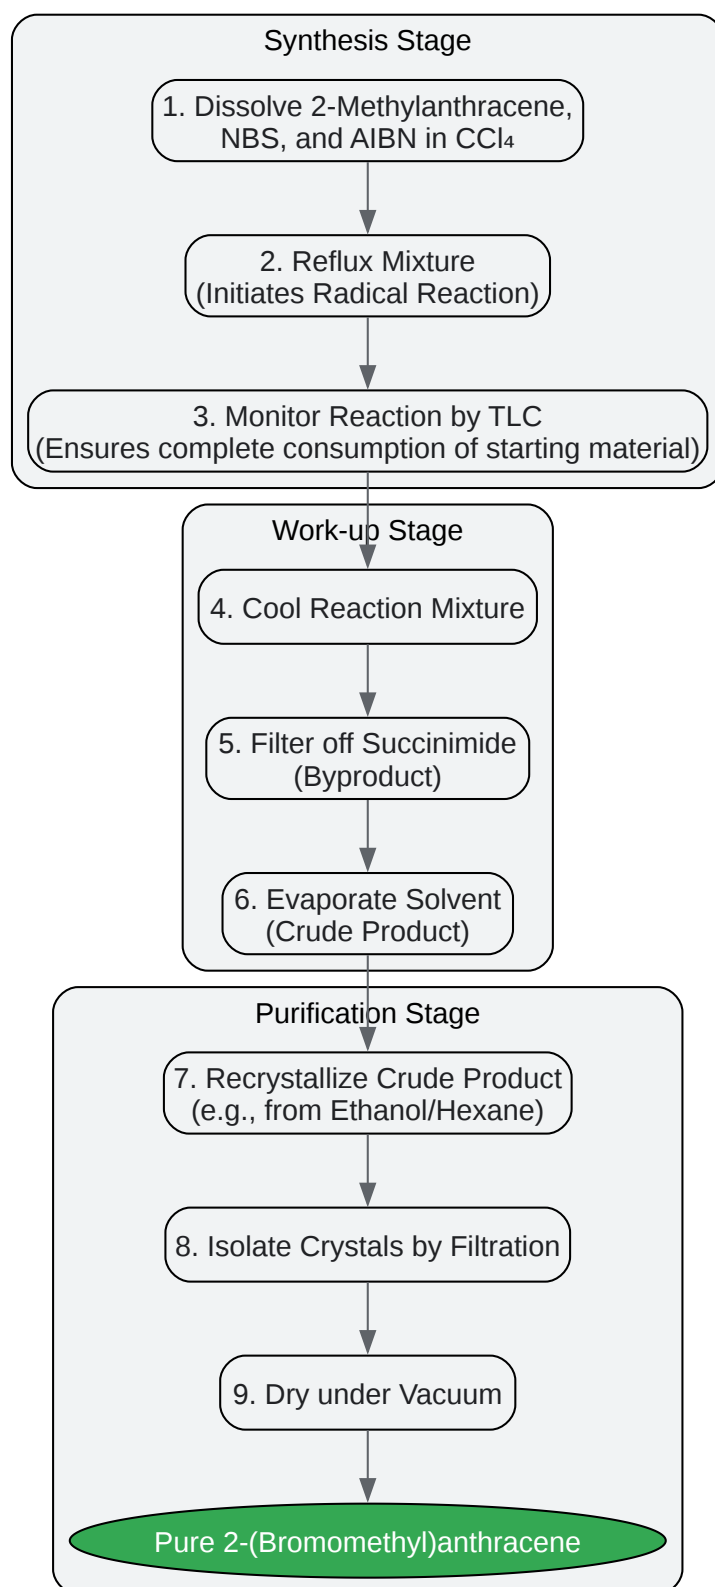 Synthesis Stage
1. Dissolve 2-Methylanthracene,
NBS, and AIBN in CCl₄
2. Reflux Mixture
(Initiates Radical Reaction)
3. Monitor Reaction by TLC
(Ensures complete consumption of starting material)
Work-up Stage
4. Cool Reaction Mixture
5. Filter off Succinimide
(Byproduct)
6. Evaporate Solvent
(Crude Product)
Purification Stage
7. Recrystallize Crude Product
(e.g., from Ethanol/Hexane)
8. Isolate Crystals by Filtration
9. Dry under Vacuum
Pure 2-(Bromomethyl)anthracene